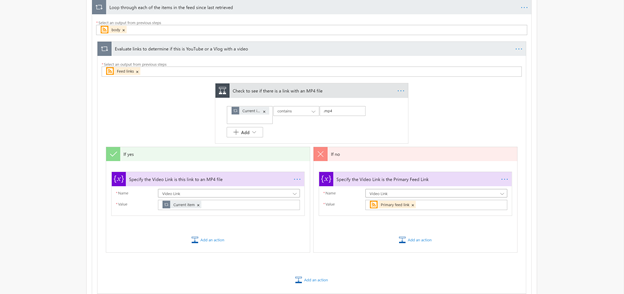 Loop through each of the items in the feed since last retrieved
* Select an output from previous steps
Body x
Evaluate links to determine if this is YouTube or a Vlog with a video
* Select an output from previous steps
Feed links x
Check to see if there is a link with an MP4 file
Current i... x contains .mp4
+ Add
If yes
If no
Specify the Video Link is this link to an MP4 file
Specify the Video Link is the Primary Feed Link
* Name Video Link
* Name Video Link
* Value Current item x
* Value Primary feed link x
Add an action
Add an action
Add an action